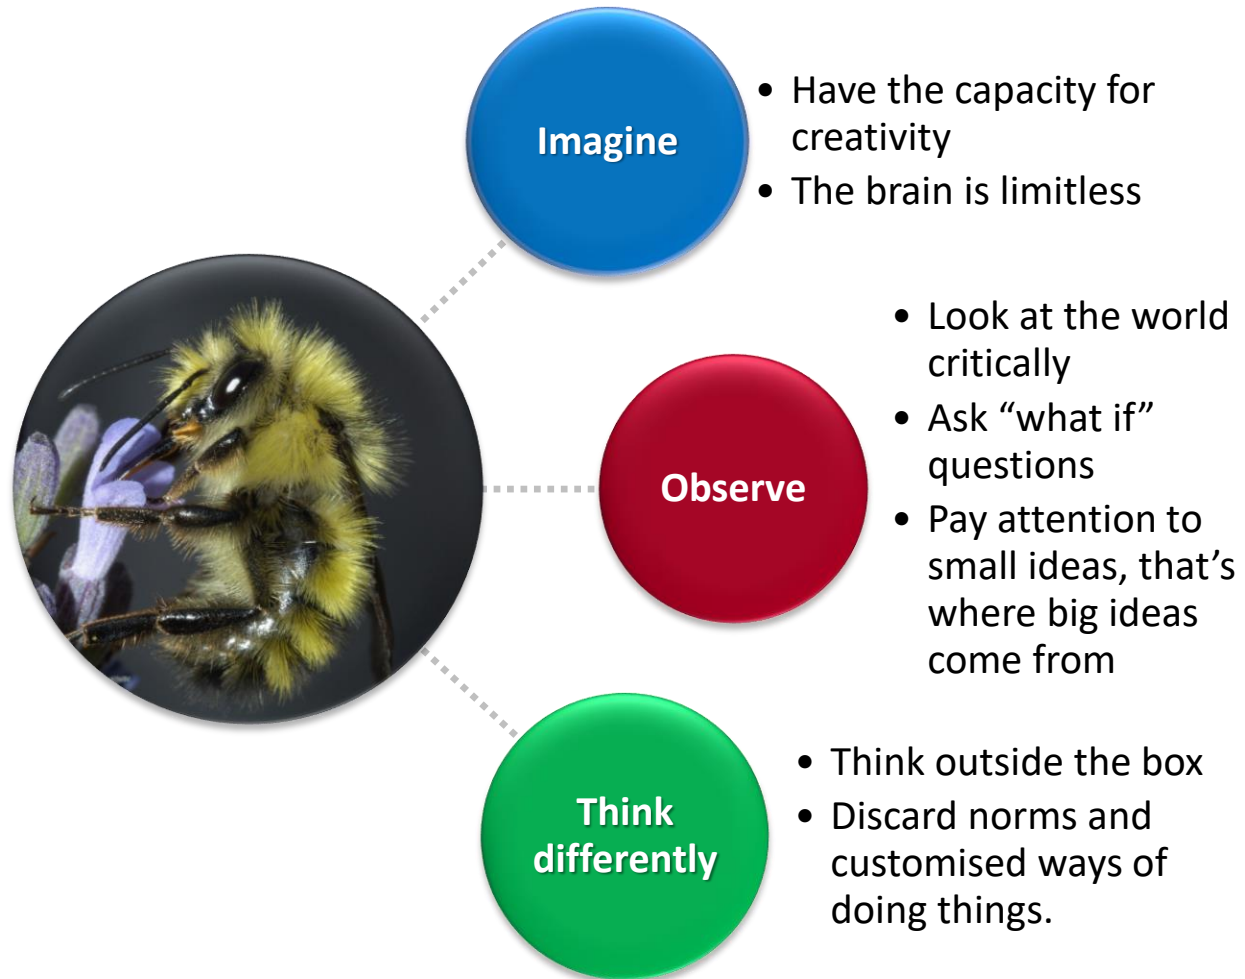 Imagine
• Have the capacity for
creativity
• The brain is limitless
Observe
• Look at the world
critically
• Ask “what if”
questions
• Pay attention to
small ideas, that’s
where big ideas
come from
Think
differently
• Think outside the box
• Discard norms and
customised ways of
doing things.